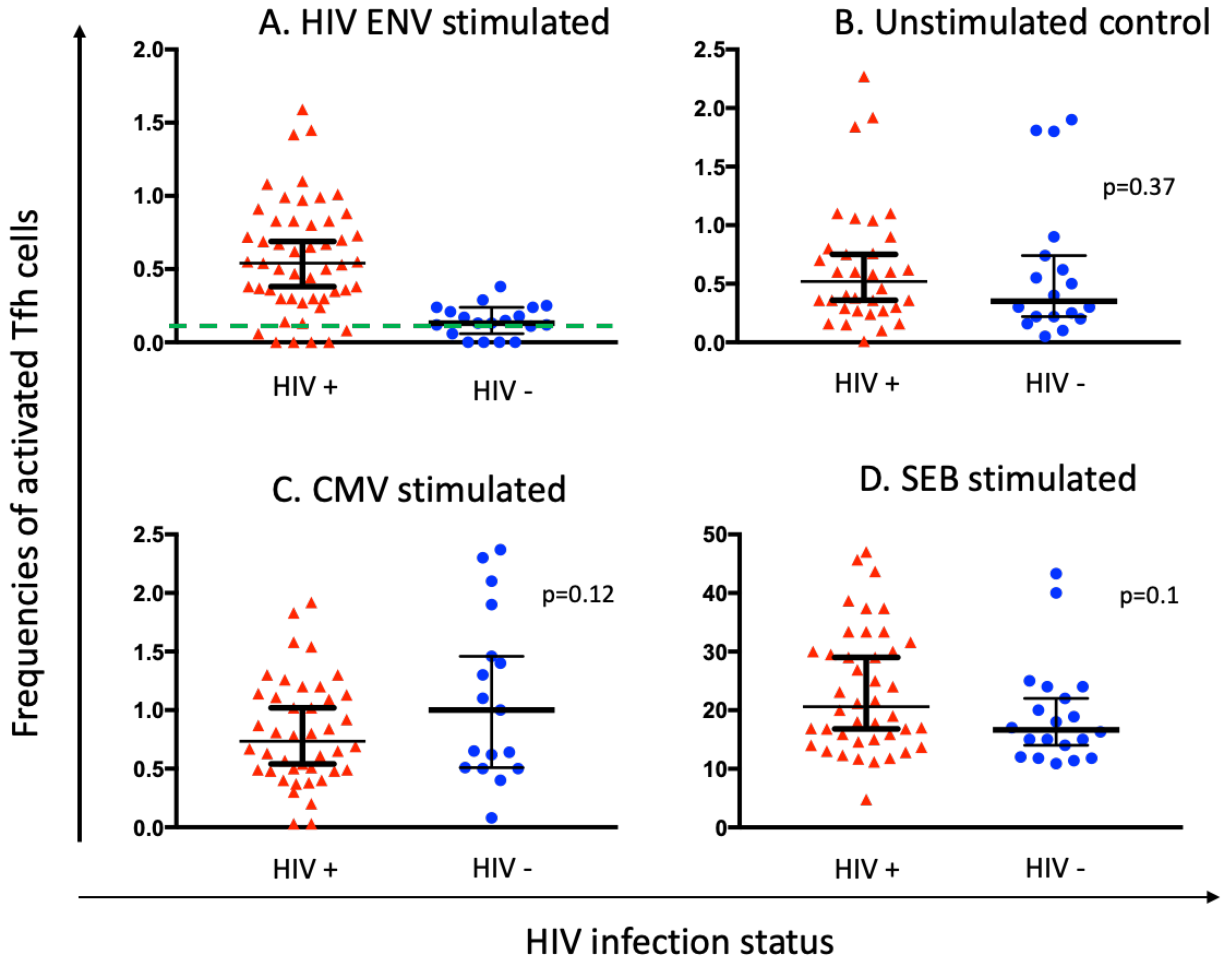 A. HIV ENV stimulated
2.0
1.5
1.0
0.5
0.0
HIV +
HIV -
B. Unstimulated control
2.5
2.0
1.5
1.0
0.5
0.0
p=0.37
HIV +
HIV -
C. CMV stimulated
2.5
2.0
1.5
1.0
0.5
0.0
p=0.12
HIV +
HIV -
D. SEB stimulated
50
40
30
20
10
0
p=0.1
HIV +
HIV -
Frequencies of activated Tfh cells
HIV infection status